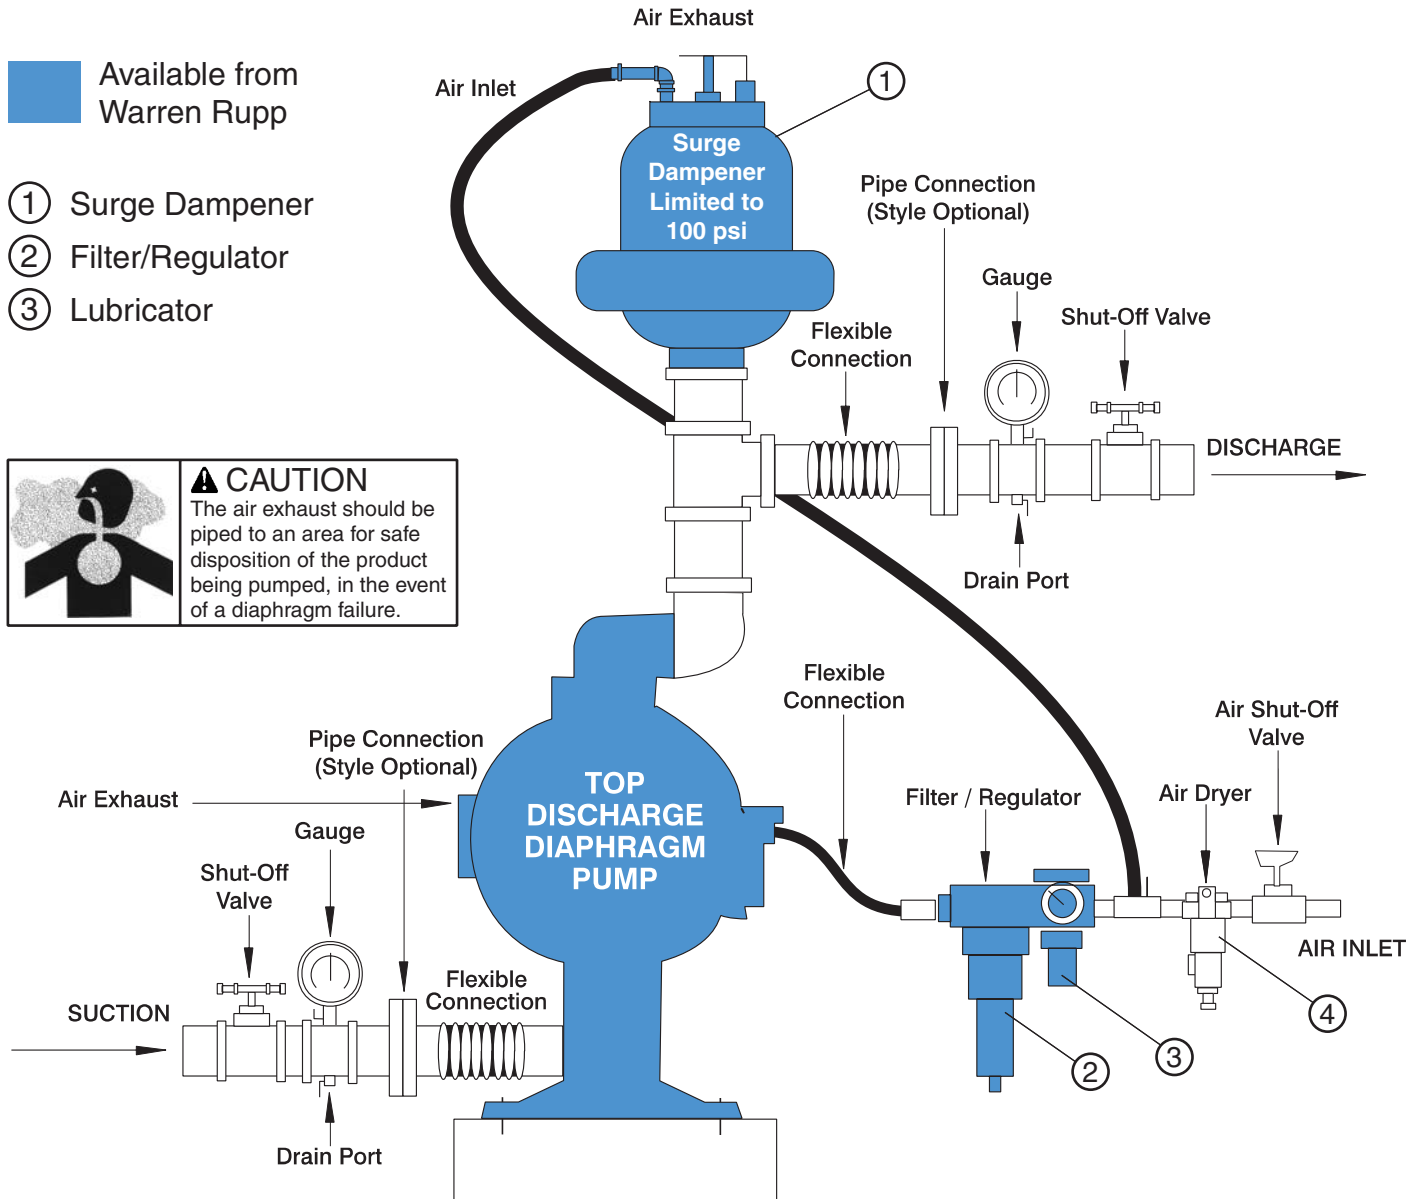 Air Exhaust
Available from
Warren Rupp
Air Inlet
1
Surge
Dampener
Limited to
100 psi
1 Surge Dampener
2 Filter/Regulator
3 Lubricator
Pipe Connection
(Style Optional)
Gauge
Shut-Off Valve
Flexible
Connection
DISCHARGE
Drain Port
CAUTION
The air exhaust should be
piped to an area for safe
disposition of the product
being pumped, in the event
of a diaphragm failure.
Flexible
Connection
Air Shut-Off
Valve
Pipe Connection
(Style Optional)
Air Exhaust
TOP
DISCHARGE
DIAPHRAGM
PUMP
Filter / Regulator
Air Dryer
Gauge
Shut-Off
Valve
AIR INLET
Flexible
Connection
SUCTION
4
3
2
Drain Port